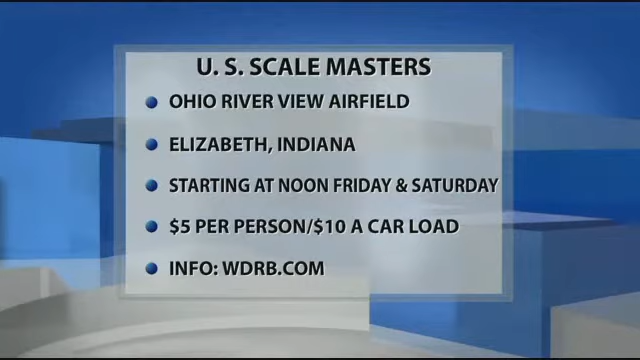 U. S. SCALE MASTERS
OHIO RIVER VIEW AIRFIELD
ELIZABETH, INDIANA
STARTING AT NOON FRIDAY & SATURDAY
$5 PER PERSON/$10 A CAR LOAD
INFO: WDRB.COM